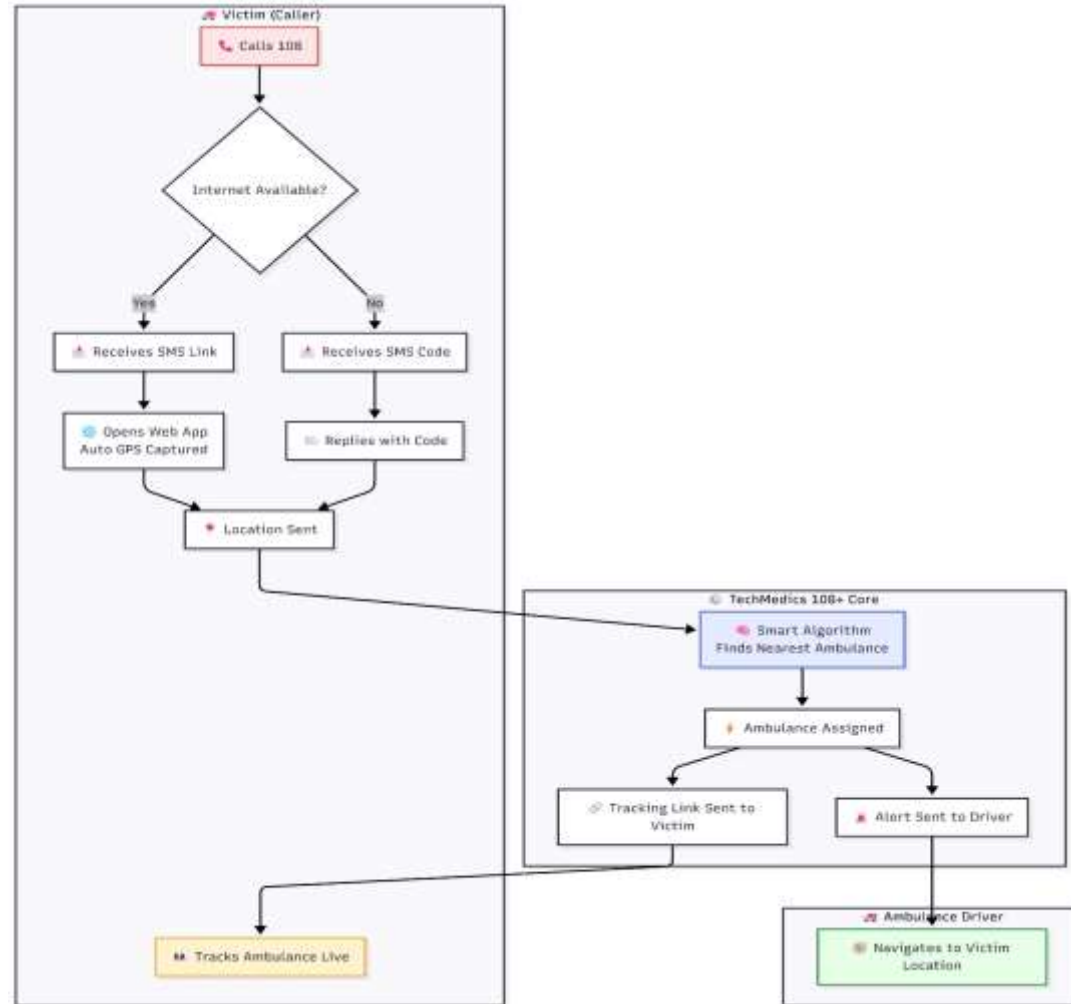 Victim (Caller)
Calls 108
Internet Available?
Yes
No
Receives SMS Link
Receives SMS Code
Opens Web App
Auto GPS Captured
Replies with Code
Location Sent
TechMedics 108+ Core
Smart Algorithm
Finds Nearest Ambulance
Ambulance Assigned
Tracking Link Sent to
Victim
Alert Sent to Driver
Ambulance Driver
Tracks Ambulance Live
Navigates to Victim
Location